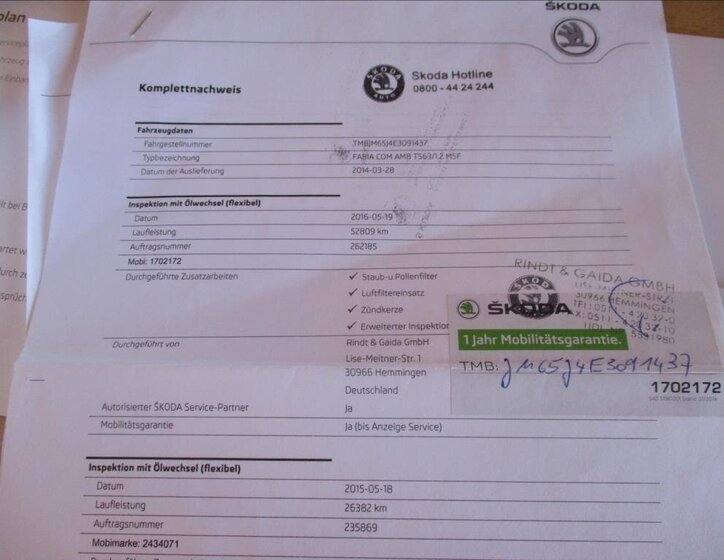 plan
ŠKODA
Komplettnachweis
ŠKODA
AUTO
Skoda Hotline
0800 - 44 24 244
Fahrzeugdaten
Fahrgestellnummer TMBJM65J4E3091437
Typbezeichnung FABIA COM AMB TS63/1.2 M5F
Datum der Auslieferung 2014-03-28
Inspektion mit Ölwechsel (flexibel)
Datum 2016-05-19
Laufleistung 52809 km
Auftragsnummer 262185
Mobi: 1702172
Durchgeführte Zusatzarbeiten ✓ Staub-u.Pollenfilter
✓ Luftfiltereinsatz
✓ Zündkerze
✓ Erweiterter Inspektion
Durchgeführt von Rindt & Gaida GmbH
Lise-Meitner-Str. 1
30966 Hemmingen
Deutschland
Autorisierter ŠKODA Service-Partner Ja
Mobilitätsgarantie Ja (bis Anzeige Service)
RINDT & GAIDA GMBH
30966 HEMMINGEN
ŠKODA
1 Jahr Mobilitätsgarantie.
TMB: JM65J4E3091437
1702172
Inspektion mit Ölwechsel (flexibel)
Datum 2015-05-18
Laufleistung 26382 km
Auftragsnummer 235869
Mobimarke: 2434071